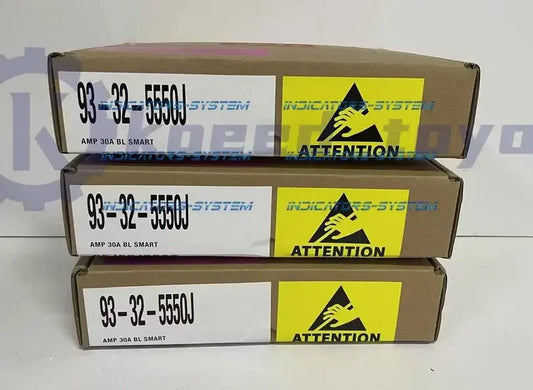 93-32-5550J
INDICATORS-SYSTEM
INDICATORS-SYSTEM
AMP 30A BL SMART
INDICATORS-SYSTEM
INDICATORS-SYSTEM
ATTENTION
93-32-5550J
INDICATORS-SYSTEM
INDICATORS-SYSTEM
AMP 30A BL SMART
ATTENTION
93-32-5550J
AMP 30A BL SMART
ATTENTION